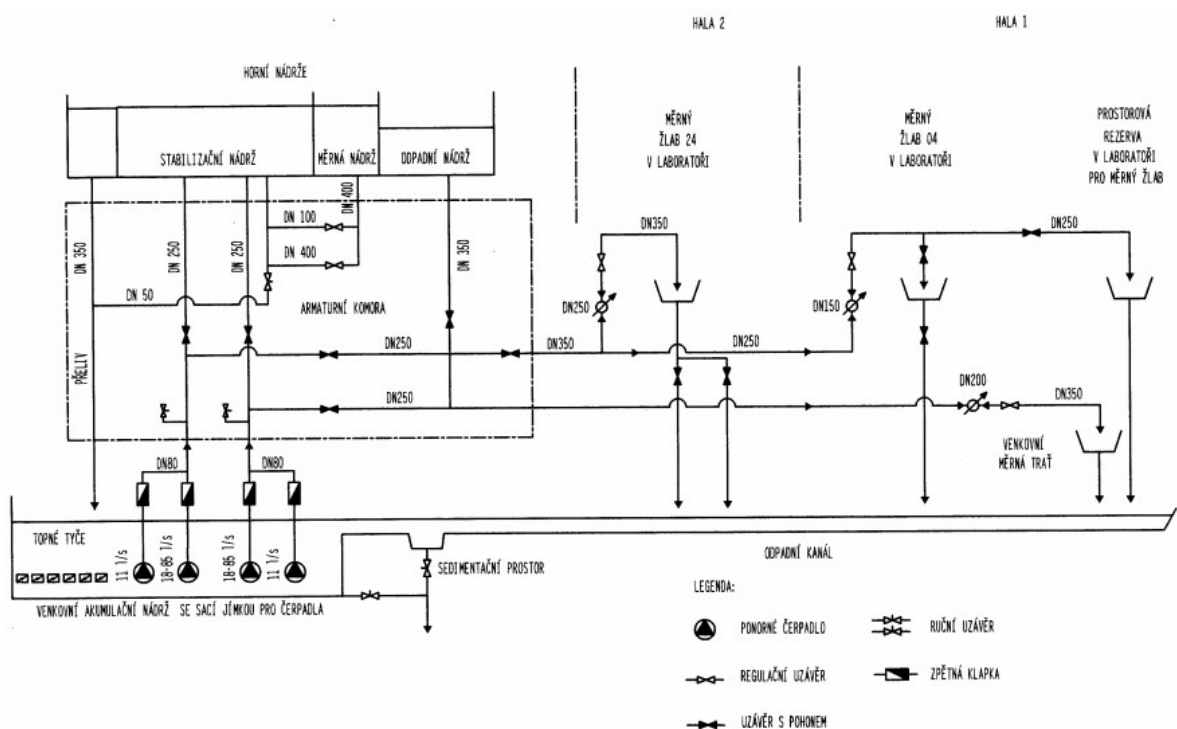 HALA 2
HALA 1
HORNÍ NÁDRŽE
STABILIZAČNÍ NÁDRŽ
MĚRNÁ NÁDRŽ
ODPADNÍ NÁDRŽ
MĚRNÝ
ŽLAB 24
V LABORATOŘI
MĚRNÝ
ŽLAB 04
V LABORATOŘI
PROSTOROVÁ
REZERVA
V LABORATOŘI
PRO MĚRNÝ ŽLAB
DN 350
DN 250
DN 250
DN 100
DN 400
DN 400
DN 350
DN 50
ARMATURNÍ KOMORA
PŘELIV
DN250
DN250
DN350
DN250
DN350
DN250
DN150
DN250
DN200
DN350
VENKOVNÍ
MĚRNÁ TRAŤ
DN80
DN80
TOPNÉ TYČE
11 l/s
18-85 l/s
18-85 l/s
11 l/s
SEDIMENTAČNÍ PROSTOR
ODPADNÍ KANÁL
VENKOVNÍ AKUMULAČNÍ NÁDRŽ SE SACÍ JÍMKOU PRO ČERPADLA
LEGENDA:
PONORNÉ ČERPADLO
RUČNÍ UZÁVĚR
REGULAČNÍ UZÁVĚR
ZPĚTNÁ KLAPKA
UZÁVĚR S POHONEM